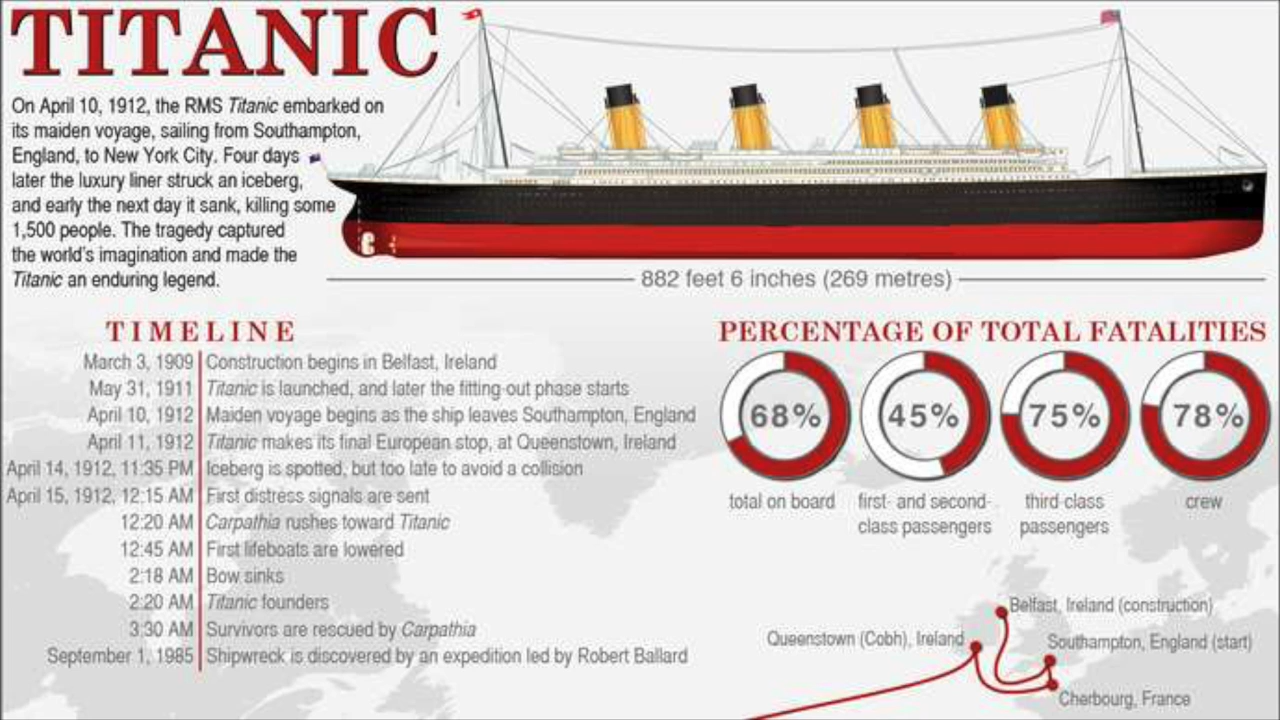 TITANIC
On April 10, 1912, the RMS Titanic embarked on
its maiden voyage, sailing from Southampton,
England, to New York City. Four days
later the luxury liner struck an iceberg,
and early the next day it sank, killing some
1,500 people. The tragedy captured
the world's imagination and made the
Titanic an enduring legend.
882 feet 6 inches (269 metres)
TIMELINE
March 3, 1909 Construction begins in Belfast, Ireland
May 31, 1911 Titanic is launched, and later the fitting-out phase starts
April 10, 1912 Maiden voyage begins as the ship leaves Southampton, England
April 11, 1912 Titanic makes its final European stop, at Queenstown, Ireland
April 14, 1912, 11:35 PM Iceberg is spotted, but too late to avoid a collision
April 15, 1912, 12:15 AM First distress signals are sent
12:20 AM Carpathia rushes toward Titanic
12:45 AM First lifeboats are lowered
2:18 AM Bow sinks
2:20 AM Titanic founders
3:30 AM Survivors are rescued by Carpathia
September 1, 1985 Shipwreck is discovered by an expedition led by Robert Ballard
PERCENTAGE OF TOTAL FATALITIES
68% 45% 75% 78%
total on board
first- and second-
class passengers
third-class
passengers
crew
Belfast, Ireland (construction)
Queenstown (Cobh), Ireland
Southampton, England (start)
Cherbourg, France